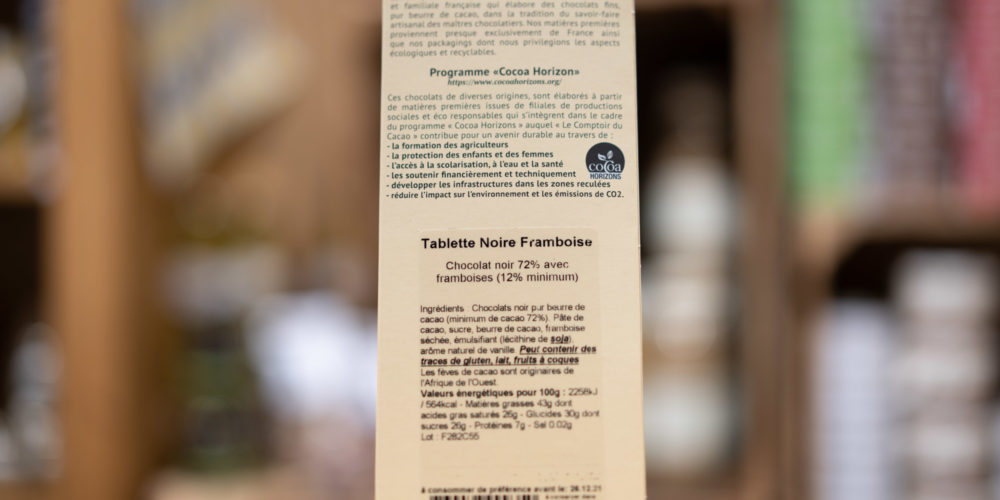 et familiale française qui élabore des chocolats fins,
pur beurre de cacao, dans la tradition du savoir-faire
artisanal des maîtres chocolatiers. Nos matières premières
proviennent presque exclusivement de France ainsi
que nos packagings dont nous privilégions les aspects
écologiques et recyclables.
Programme «Cocoa Horizon»
https://www.cocoahorizons.org/
Ces chocolats de diverses origines, sont élaborés à partir
de matières premières issues de filiales de productions
sociales et éco responsables qui s'intègrent dans le cadre
du programme « Cocoa Horizons » auquel « Le Comptoir du
Cacao » contribue pour un avenir durable au travers de :
- la formation des agriculteurs
- la protection des enfants et des femmes
- l'accès à la scolarisation, à l'eau et la santé
- les soutenir financièrement et techniquement
- développer les infrastructures dans les zones reculées
- réduire l'impact sur l'environnement et les émissions de CO2.
cocoa
HORIZONS
Tablette Noire Framboise
Chocolat noir 72% avec
framboises (12% minimum)
Ingrédients : Chocolats noir pur beurre de
cacao (minimum de cacao 72%). Pâte de
cacao, sucre, beurre de cacao, framboise
séchée, émulsifiant (lécithine de soja)
arôme naturel de vanille. Peut contenir des
traces de gluten, lait, fruits à coques
Les fèves de cacao sont originaires de
l'Afrique de l'Ouest.
Valeurs énergétiques pour 100g : 2258kJ
/ 564kcal - Matières grasses 43g dont
acides gras saturés 26g - Glucides 30g dont
sucres 26g - Protéines 7g - Sel 0.02g
Lot : F282C55
à consommer de préférence avant le: 28.12.21